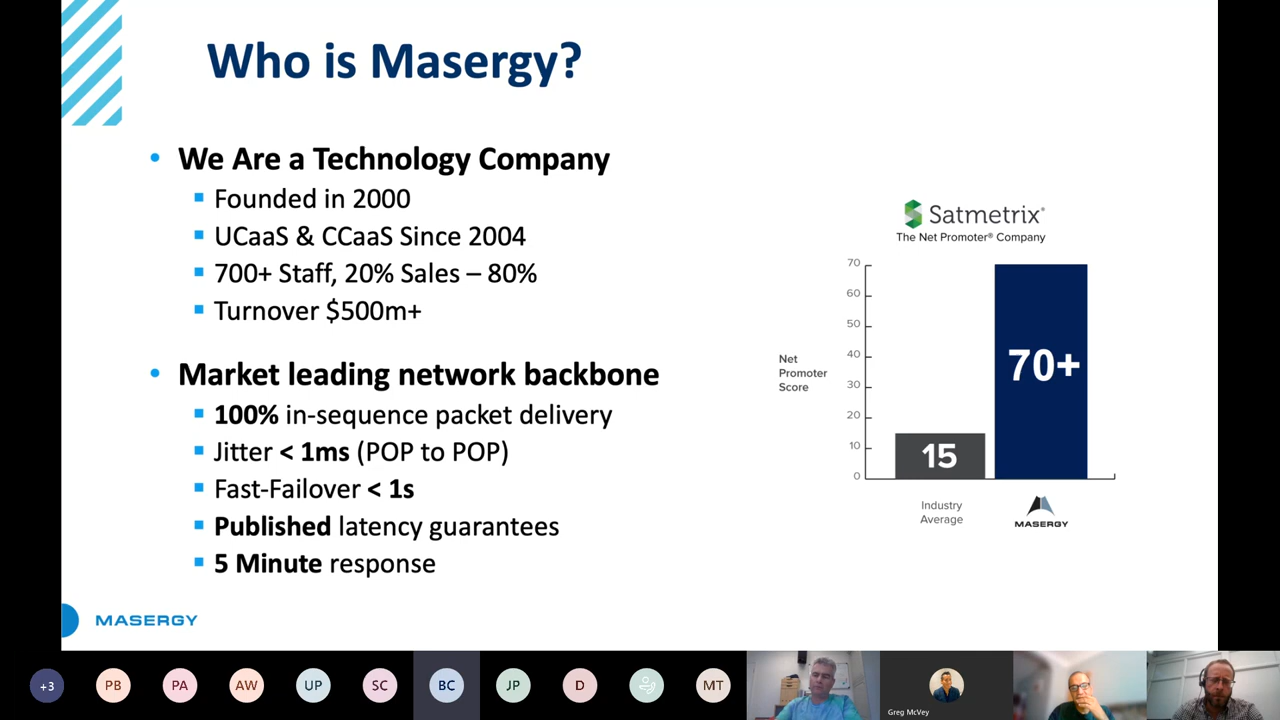 Who is Masergy?
We Are a Technology Company
Founded in 2000
UCaaS & CCaaS Since 2004
700+ Staff, 20% Sales – 80%
Turnover $500m+
Market leading network backbone
100% in-sequence packet delivery
Jitter < 1ms (POP to POP)
Fast-Failover < 1s
Published latency guarantees
5 Minute response
Satmetrix®
The Net Promoter® Company
70
60
50
40
30
20
10
0
Net
Promoter
Score
15
70+
Industry
Average
MASERGY
MASERGY
+3
PB
PA
AW
UP
SC
BC
JP
D
MT
Greg McVey